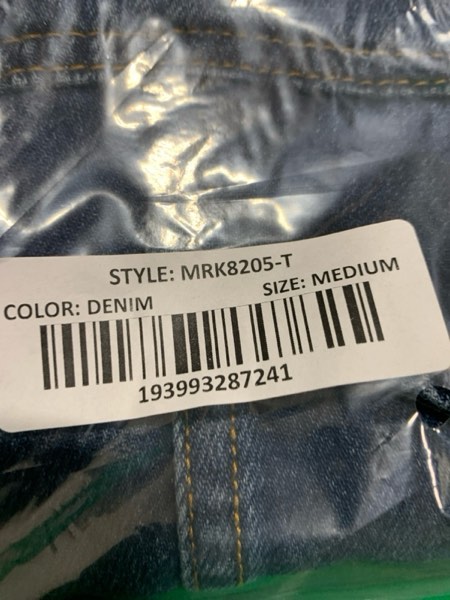 STYLE: MRK8205-T
COLOR: DENIM SIZE: MEDIUM
193993287241